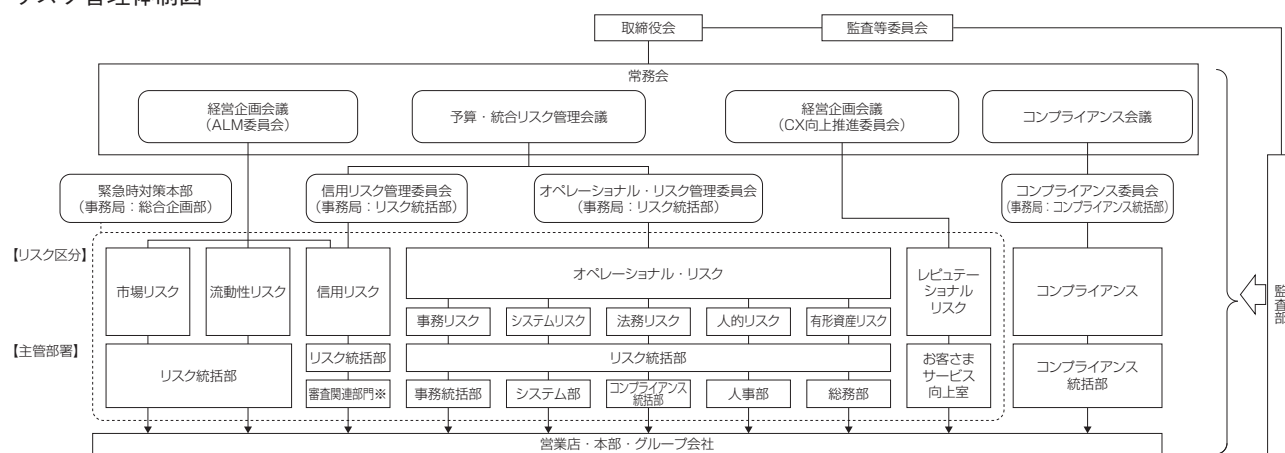 リスク管理体制図
取締役会
監査等委員会
常務会
経営企画会議
（ALM委員会）
予算・統合リスク管理会議
経営企画会議
（CX向上推進委員会）
コンプライアンス会議
緊急時対策本部
（事務局：総合企画部）
信用リスク管理委員会
（事務局：リスク統括部）
オペレーショナル・リスク管理委員会
（事務局：リスク統括部）
コンプライアンス委員会
（事務局：コンプライアンス統括部）
【リスク区分】
市場リスク
流動性リスク
信用リスク
オペレーショナル・リスク
レピュテー
ショナル
リスク
コンプライアンス
事務リスク
システムリスク
法務リスク
人的リスク
有形資産リスク
監査部
【主管部署】
リスク統括部
リスク統括部
リスク統括部
お客さま
サービス
向上室
コンプライアンス
統括部
審査関連部門※
事務統括部
システム部
コンプライアンス
統括部
人事部
総務部
営業店・本部・グループ会社